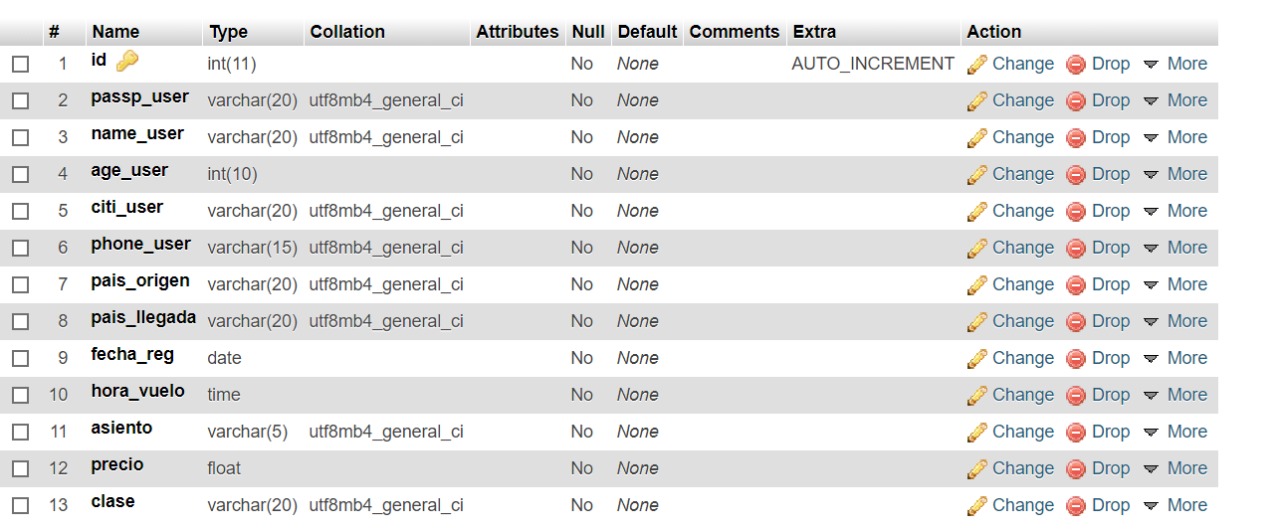 # Name Type Collation Attributes Null Default Comments Extra Action
1 id int(11) No None AUTO_INCREMENT Change Drop More
2 passp_user varchar(20) utf8mb4_general_ci No None Change Drop More
3 name_user varchar(20) utf8mb4_general_ci No None Change Drop More
4 age_user int(10) No None Change Drop More
5 citi_user varchar(20) utf8mb4_general_ci No None Change Drop More
6 phone_user varchar(15) utf8mb4_general_ci No None Change Drop More
7 pais_origen varchar(20) utf8mb4_general_ci No None Change Drop More
8 pais_llegada varchar(20) utf8mb4_general_ci No None Change Drop More
9 fecha_reg date No None Change Drop More
10 hora_vuelo time No None Change Drop More
11 asiento varchar(5) utf8mb4_general_ci No None Change Drop More
12 precio float No None Change Drop More
13 clase varchar(20) utf8mb4_general_ci No None Change Drop More